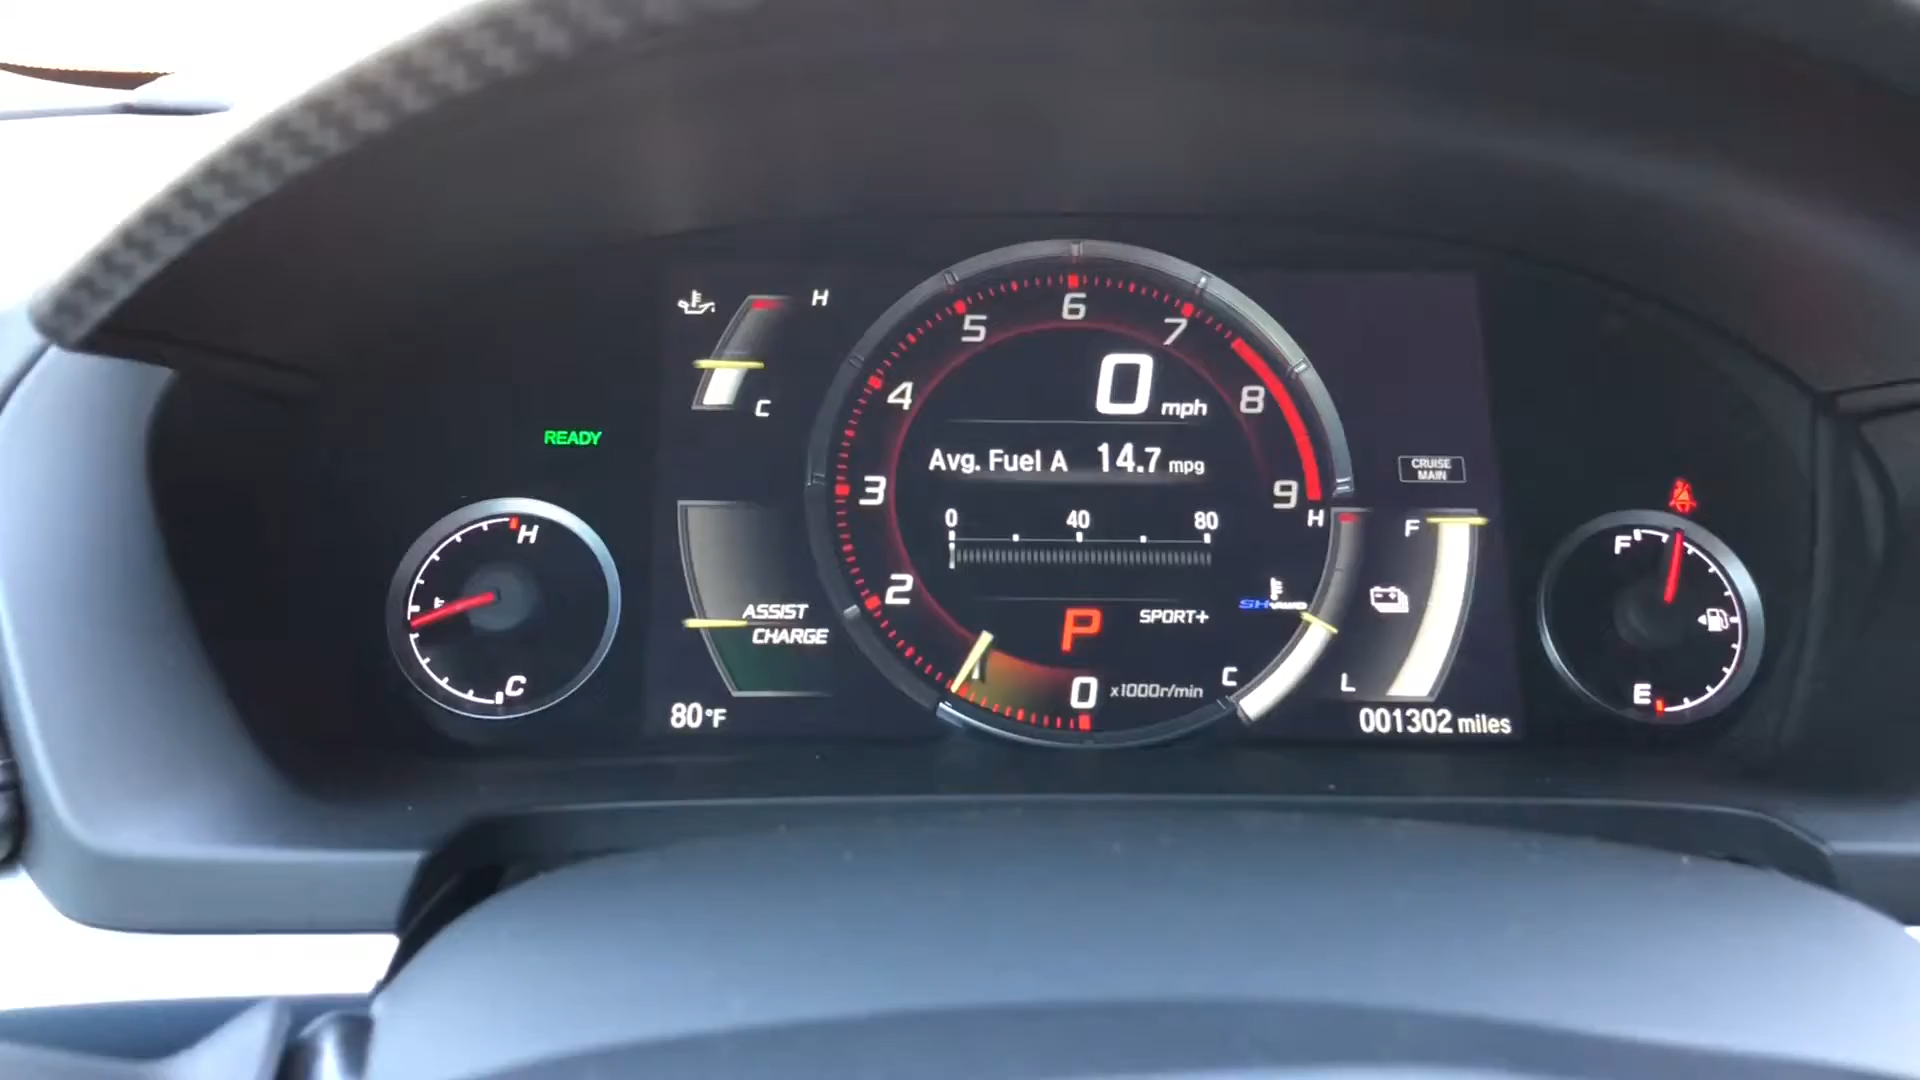 H
C
READY
H
C
ASSIST
CHARGE
80°F
1
2
3
4
5
6
7
8
9
0 mph
Avg. Fuel A 14.7 mpg
0 40 80
P SPORT+
0 x1000r/min
SH-AWD
H
C
CRUISE
MAIN
F
L
001302 miles
F
E